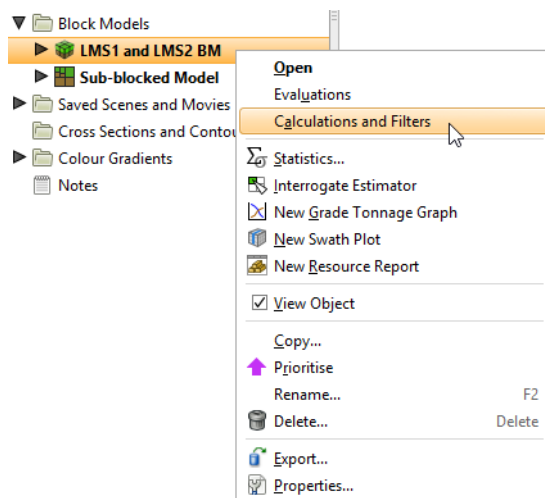 Block Models
LMS1 and LMS2 BM
Sub-blocked Model
Saved Scenes and Movies
Cross Sections and Contou
Colour Gradients
Notes
Open
Evaluations
Calculations and Filters
Statistics...
Interrogate Estimator
New Grade Tonnage Graph
New Swath Plot
New Resource Report
View Object
Copy...
Prioritise
Rename... F2
Delete... Delete
Export...
Properties...